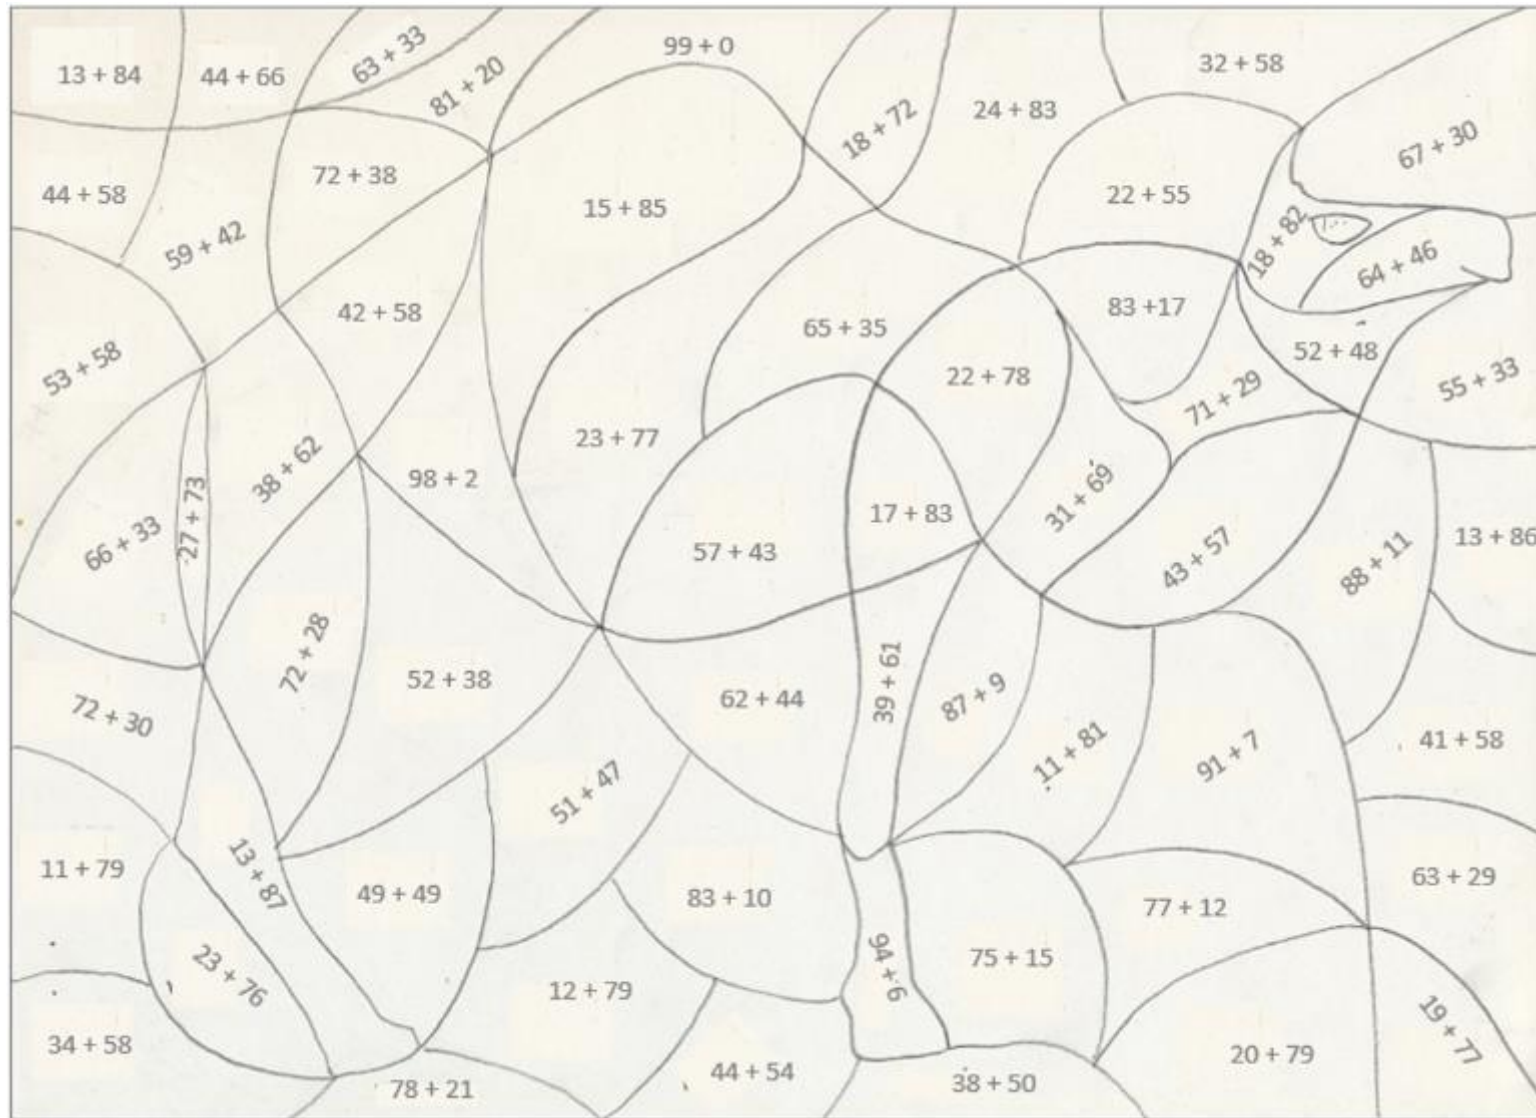 99 + 0
63 + 33
32 + 58
13 + 84
44 + 66
81 + 20
18 + 72
24 + 83
67 + 30
44 + 58
72 + 38
15 + 85
22 + 55
59 + 42
18 + 82
64 + 46
42 + 58
65 + 35
83 +17
52 + 48
53 + 58
22 + 78
71 + 29
55 + 33
23 + 77
38 + 62
98 + 2
31 + 69
66 + 33
27 + 73
57 + 43
17 + 83
43 + 57
88 + 11
13 + 86
72 + 28
52 + 38
62 + 44
39 + 61
87 + 9
72 + 30
51 + 47
11 + 81
91 + 7
41 + 58
11 + 79
13 + 87
49 + 49
83 + 10
77 + 12
63 + 29
23 + 76
12 + 79
94 + 6
75 + 15
34 + 58
78 + 21
44 + 54
38 + 50
20 + 79
19 + 77